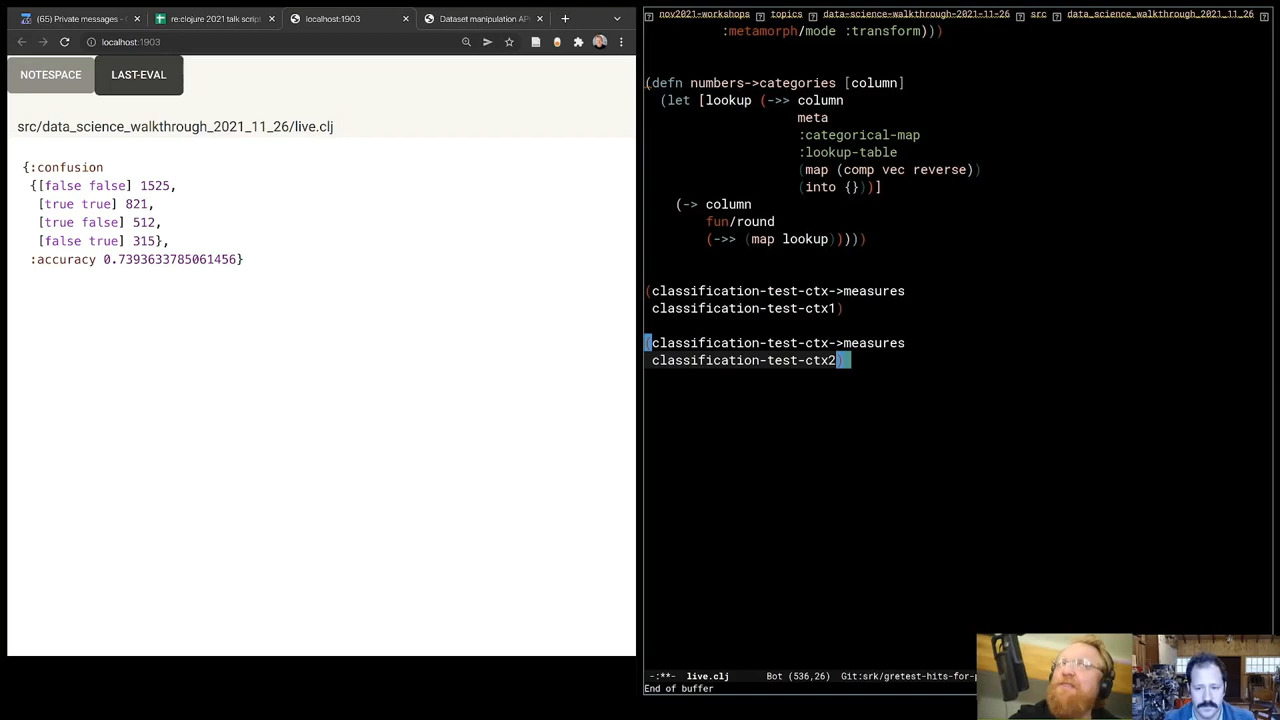 (65) Private messages -
re:clojure 2021 talk script
localhost:1903
Dataset manipulation AP
localhost:1903
NOTESPACE
LAST-EVAL
src/data_science_walkthrough_2021_11_26/live.clj
{:confusion
{[false false] 1525,
[true true] 821,
[true false] 512,
[false true] 315},
:accuracy 0.7393633785061456}
nov2021-workshops topics data-science-walkthrough-2021-11-26 src data_science_walkthrough_2021_11_26
:metamorph/mode :transform)))
(defn numbers->categories [column]
(let [lookup (->> column
meta
:categorical-map
:lookup-table
(map (comp vec reverse))
(into {}))]
(-> column
fun/round
(->> (map lookup)))))
(classification-test-ctx->measures
classification-test-ctx1)
(classification-test-ctx->measures
classification-test-ctx2)
-:**- live.clj Bot (536,26) Git:srk/gretest-hits-for-
End of buffer